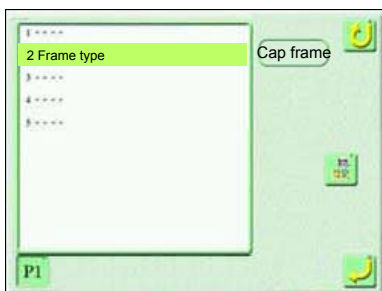 1 ----
2 Frame type
Cap frame
3 ----
4 ----
5 ----
P1